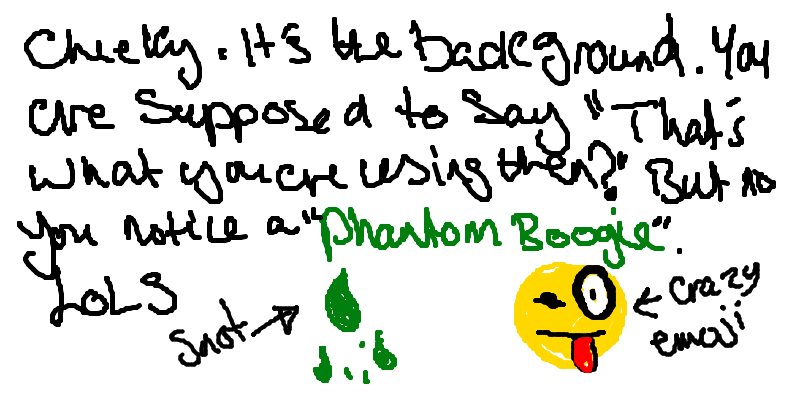 Cheeky. It's the background. You
are supposed to say "That's
what you're using then?" But no
you notice a "Phantom Boogie".
LOLS
snot
crazy
emoji